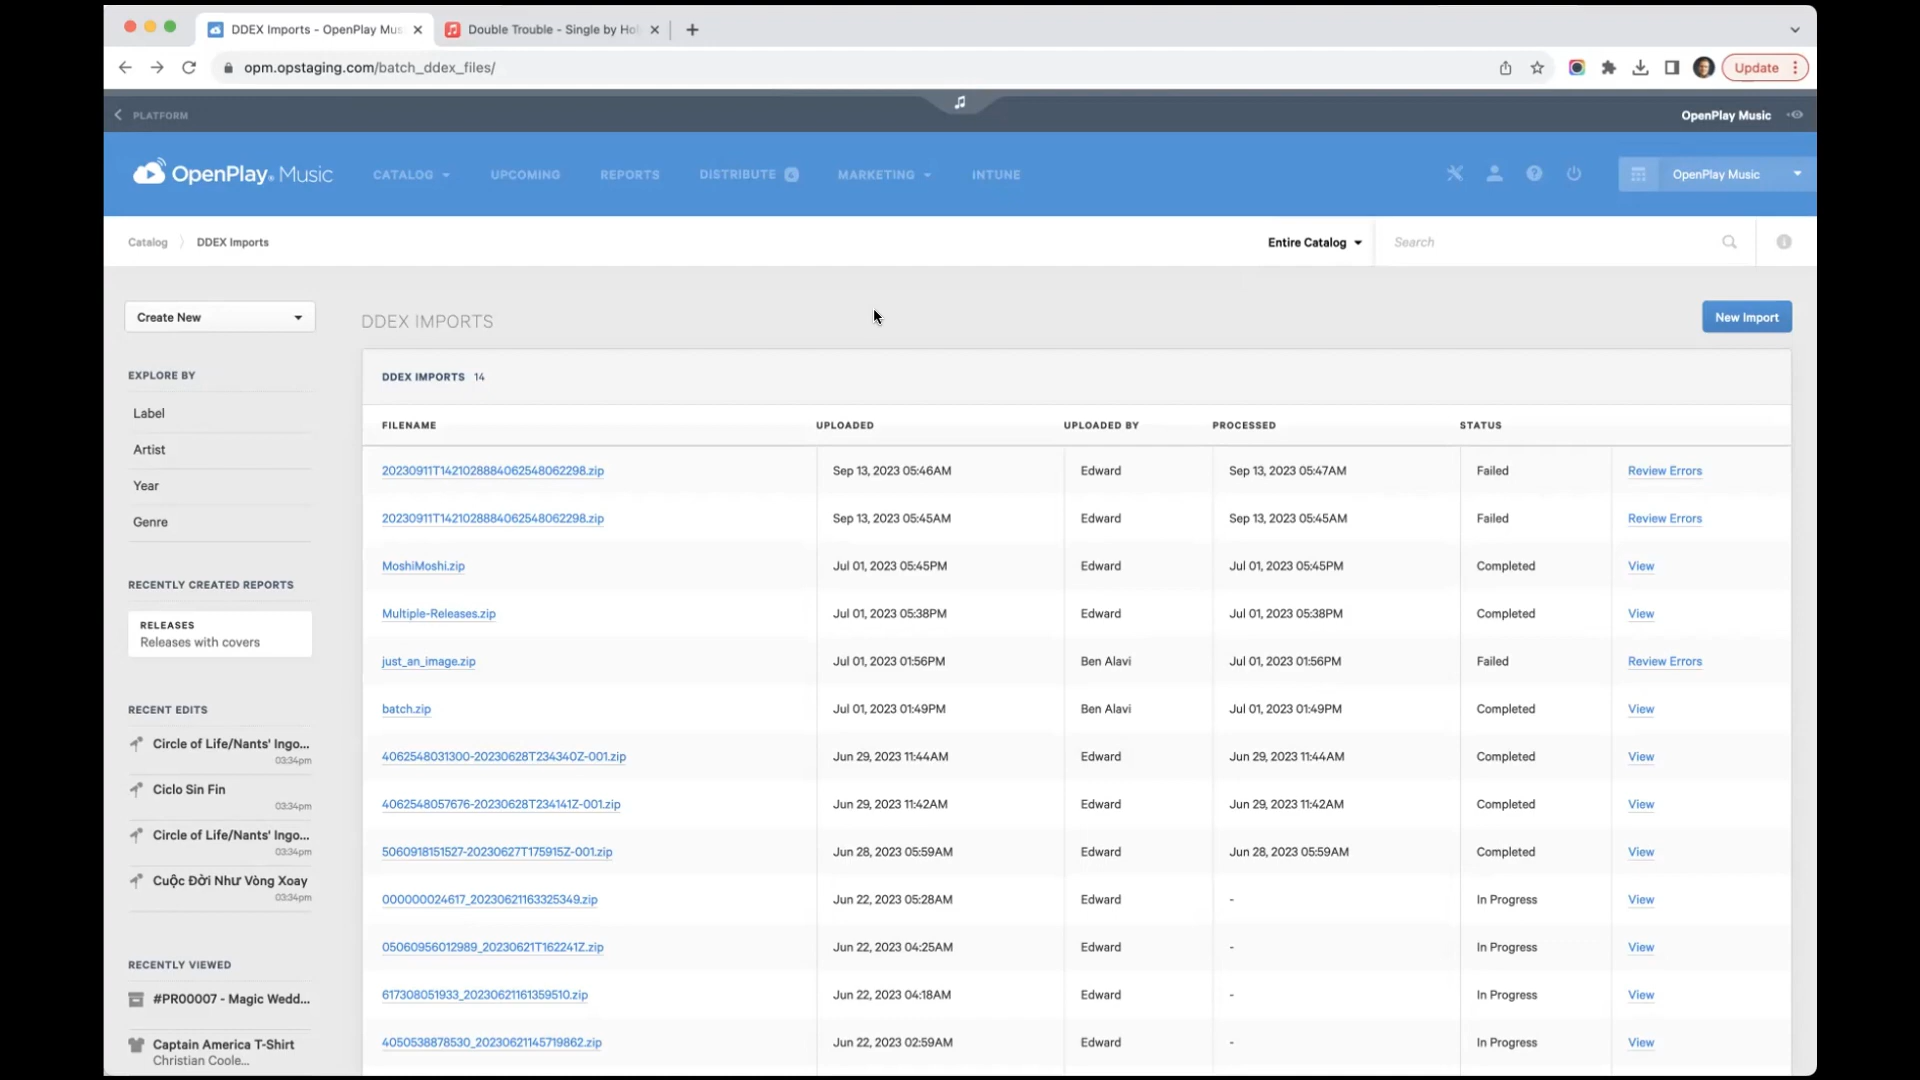 DDEX Imports - OpenPlay Mus
Double Trouble - Single by Hol
opm.opstaging.com/batch_ddex_files/
Update
PLATFORM
OpenPlay Music
OpenPlay Music
CATALOG
UPCOMING
REPORTS
DISTRIBUTE
MARKETING
INTUNE
OpenPlay Music
Catalog
DDEX Imports
Entire Catalog
Search
Create New
DDEX IMPORTS
New Import
EXPLORE BY
Label
Artist
Year
Genre
RECENTLY CREATED REPORTS
RELEASES
Releases with covers
RECENT EDITS
Circle of Life/Nants' Ingo...
03:34pm
Ciclo Sin Fin
03:34pm
Circle of Life/Nants' Ingo...
03:34pm
Cuộc Đời Như Vòng Xoay
03:34pm
RECENTLY VIEWED
#PR00007 - Magic Wedd...
Captain America T-Shirt
Christian Coole...
DDEX IMPORTS 14
FILENAME UPLOADED UPLOADED BY PROCESSED STATUS
20230911T1421028884062548062298.zip Sep 13, 2023 05:46AM Edward Sep 13, 2023 05:47AM Failed Review Errors
20230911T1421028884062548062298.zip Sep 13, 2023 05:45AM Edward Sep 13, 2023 05:45AM Failed Review Errors
MoshiMoshi.zip Jul 01, 2023 05:45PM Edward Jul 01, 2023 05:45PM Completed View
Multiple-Releases.zip Jul 01, 2023 05:38PM Edward Jul 01, 2023 05:38PM Completed View
just_an_image.zip Jul 01, 2023 01:56PM Ben Alavi Jul 01, 2023 01:56PM Failed Review Errors
batch.zip Jul 01, 2023 01:49PM Ben Alavi Jul 01, 2023 01:49PM Completed View
4062548031300-20230628T234340Z-001.zip Jun 29, 2023 11:44AM Edward Jun 29, 2023 11:44AM Completed View
4062548057676-20230628T234141Z-001.zip Jun 29, 2023 11:42AM Edward Jun 29, 2023 11:42AM Completed View
5060918151527-20230627T175915Z-001.zip Jun 28, 2023 05:59AM Edward Jun 28, 2023 05:59AM Completed View
000000024617_20230621163325349.zip Jun 22, 2023 05:28AM Edward - In Progress View
05060956012989_20230621T162241Z.zip Jun 22, 2023 04:25AM Edward - In Progress View
617308051933_20230621161359510.zip Jun 22, 2023 04:18AM Edward - In Progress View
4050538878530_20230621145719862.zip Jun 22, 2023 02:59AM Edward - In Progress View